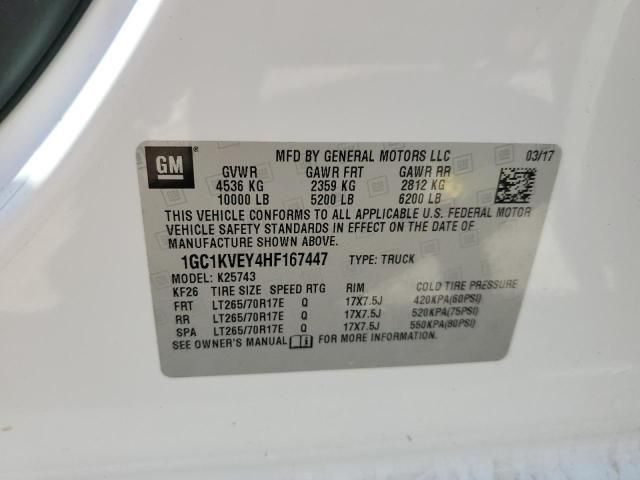 GM
MFD BY GENERAL MOTORS LLC 03/17
GVWR GAWR FRT GAWR RR
4536 KG 2359 KG 2812 KG
10000 LB 5200 LB 6200 LB
THIS VEHICLE CONFORMS TO ALL APPLICABLE U.S. FEDERAL MOTOR
VEHICLE SAFETY STANDARDS IN EFFECT ON THE DATE OF
MANUFACTURE SHOWN ABOVE.
1GC1KVEY4HF167447 TYPE: TRUCK
MODEL: K25743
KF26 TIRE SIZE SPEED RTG RIM COLD TIRE PRESSURE
FRT LT265/70R17E Q 17X7.5J 420KPA(60PSI)
RR LT265/70R17E Q 17X7.5J 520KPA(75PSI)
SPA LT265/70R17E Q 17X7.5J 550KPA(80PSI)
SEE OWNER'S MANUAL FOR MORE INFORMATION.